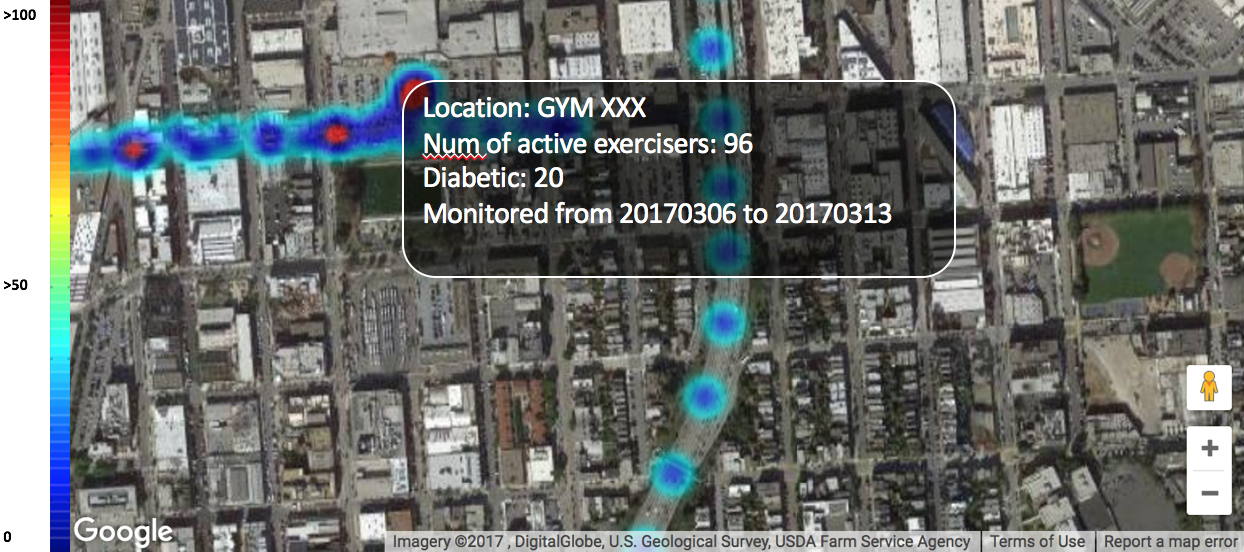 >100
Location: GYM XXX
Num of active exercisers: 96
Diabetic: 20
Monitored from 20170306 to 20170313
>50
0
Google
Imagery ©2017 , DigitalGlobe, U.S. Geological Survey, USDA Farm Service Agency
Terms of Use
Report a map error